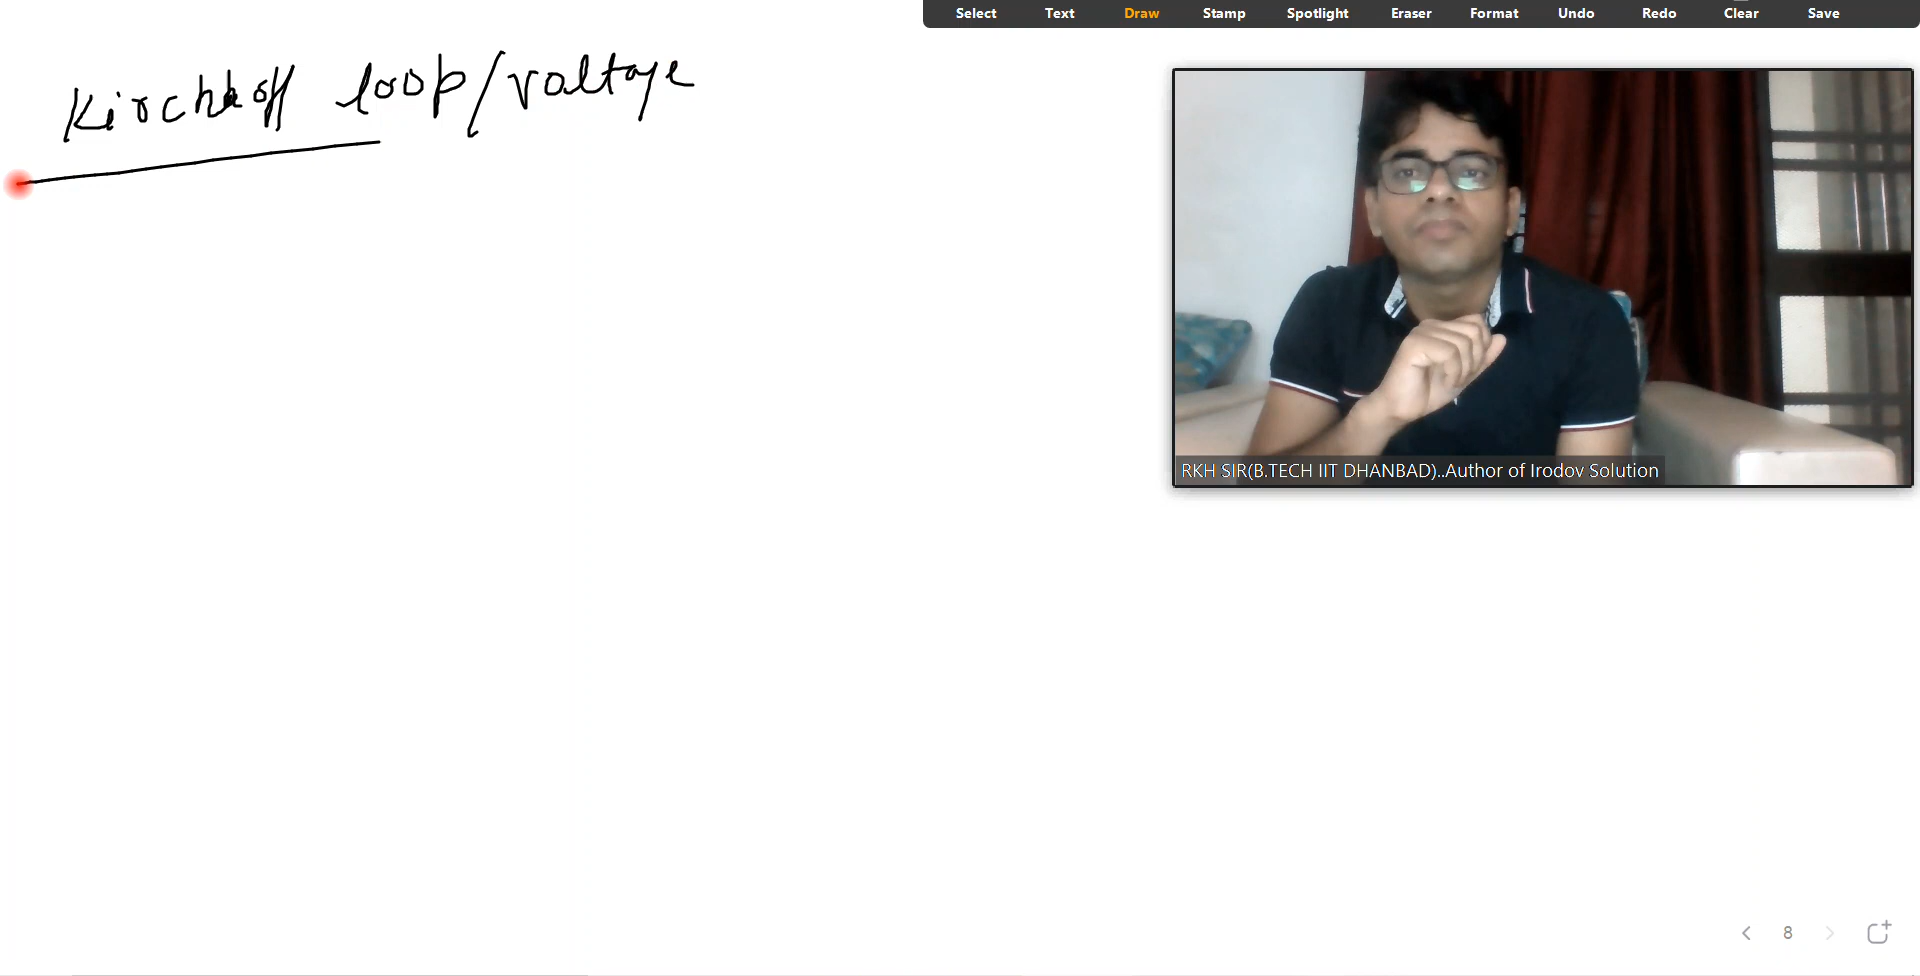 Select Text Draw Stamp Spotlight Eraser Format Undo Redo Clear Save
Kirchhoff loop/voltage
RKH SIR(B.TECH IIT DHANBAD)..Author of Irodov Solution
8